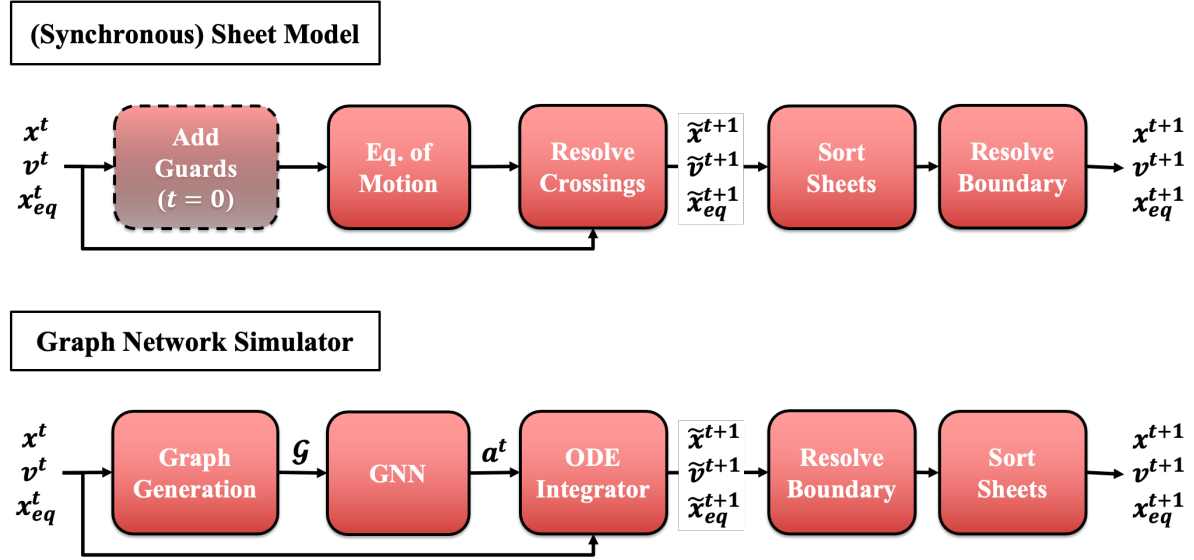 (Synchronous) Sheet Model
x^t
v^t
x_eq^t
Add
Guards
(t = 0)
Eq. of
Motion
Resolve
Crossings
x̃^{t+1}
ṽ^{t+1}
x̃_eq^{t+1}
Sort
Sheets
Resolve
Boundary
x^{t+1}
v^{t+1}
x_eq^{t+1}
Graph Network Simulator
x^t
v^t
x_eq^t
Graph
Generation
𝒢
GNN
a^t
ODE
Integrator
x̃^{t+1}
ṽ^{t+1}
x̃_eq^{t+1}
Resolve
Boundary
Sort
Sheets
x^{t+1}
v^{t+1}
x_eq^{t+1}